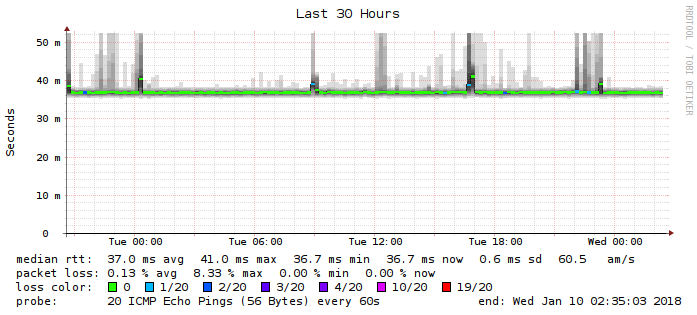 Last 30 Hours
RRDTOOL / TOBI OETIKER
Seconds
50 m
40 m
30 m
20 m
10 m
0
Tue 00:00 Tue 06:00 Tue 12:00 Tue 18:00 Wed 00:00
median rtt: 37.0 ms avg 41.0 ms max 36.7 ms min 36.7 ms now 0.6 ms sd 60.5 am/s
packet loss: 0.13 % avg 8.33 % max 0.00 % min 0.00 % now
loss color: 0 1/20 2/20 3/20 4/20 10/20 19/20
probe: 20 ICMP Echo Pings (56 Bytes) every 60s end: Wed Jan 10 02:35:03 2018